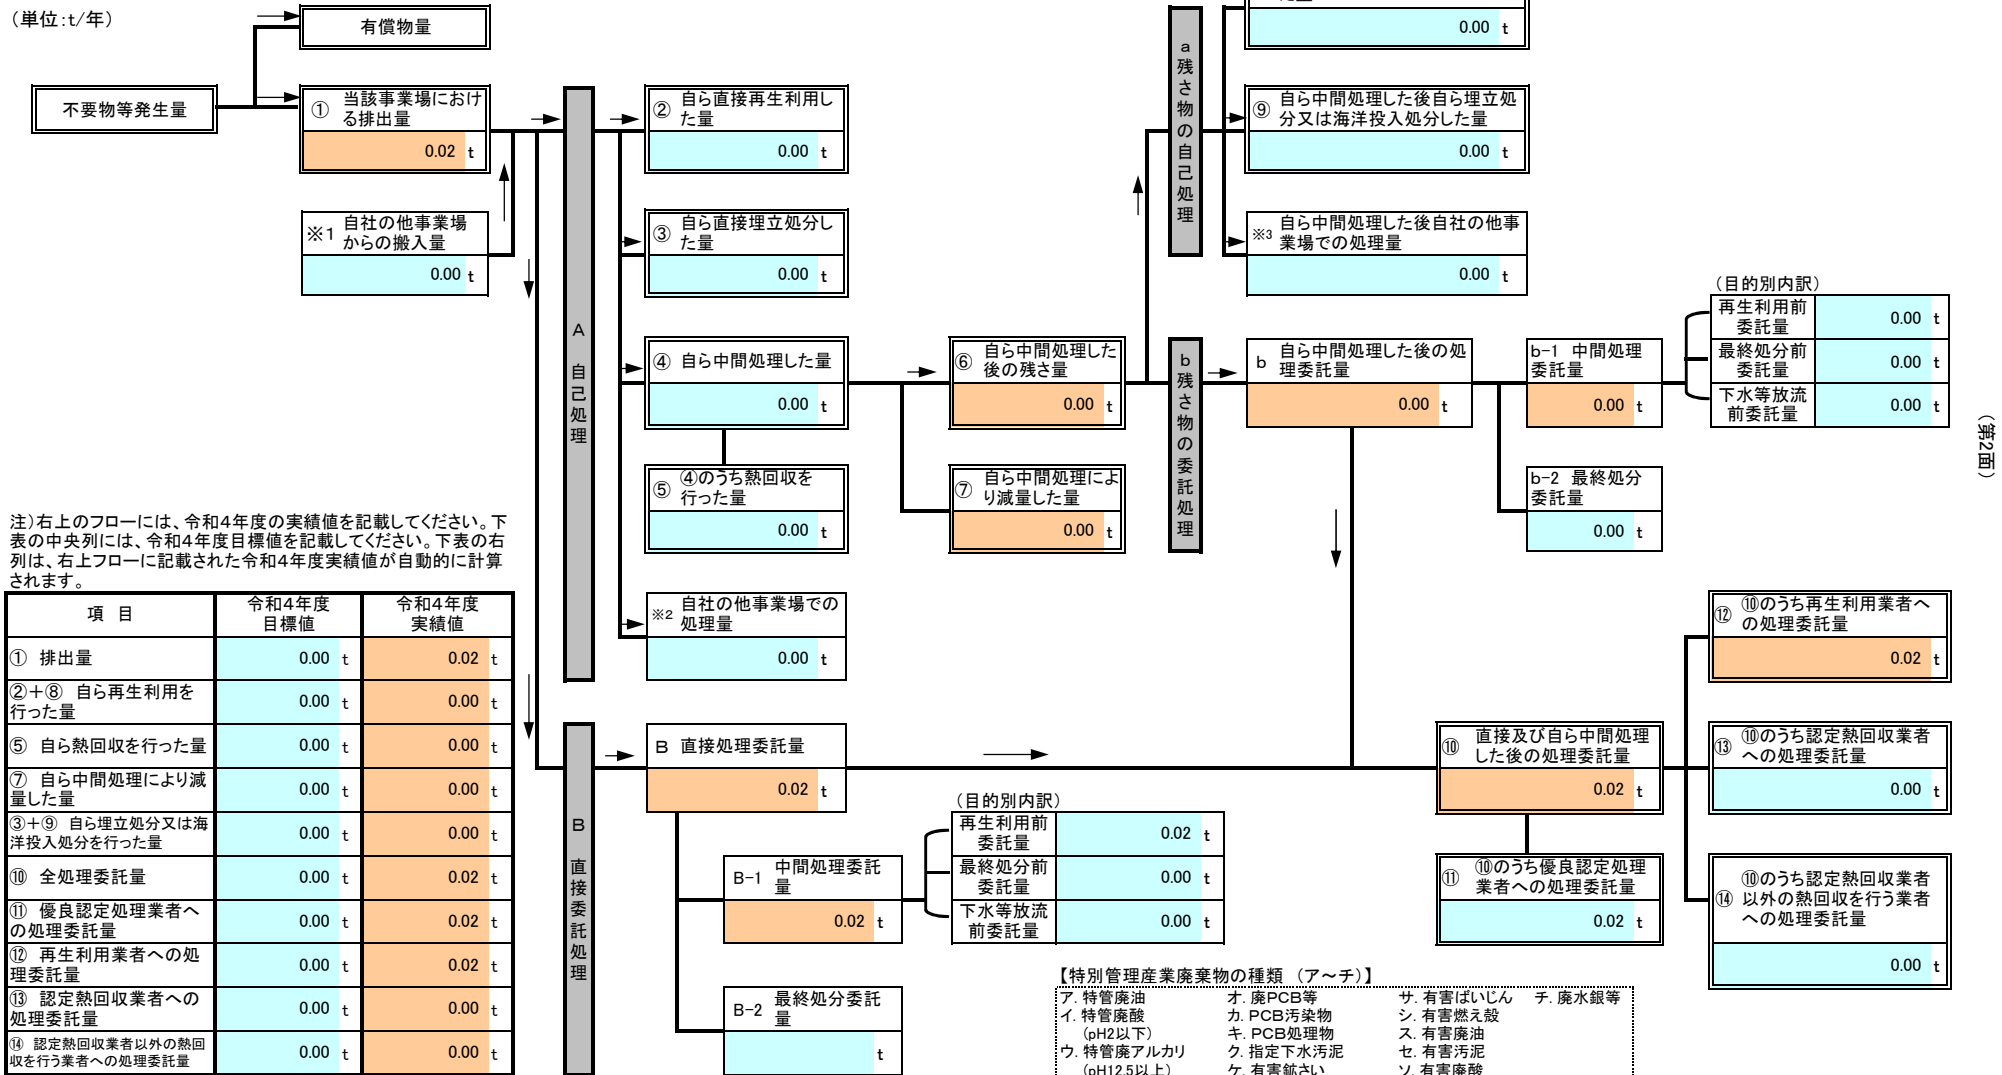 (単位:t/年)
有償物量
不要物等発生量
① 当該事業場におけ
る排出量
0.02 t
※1 自社の他事業場
からの搬入量
0.00 t
A 自己処理
② 自ら直接再生利用し
た量
0.00 t
③ 自ら直接埋立処分し
た量
0.00 t
④ 自ら中間処理した量
0.00 t
⑤ ④のうち熱回収を
行った量
0.00 t
※2 自社の他事業場での
処理量
0.00 t
⑥ 自ら中間処理した
後の残さ量
0.00 t
⑦ 自ら中間処理によ
り減量した量
0.00 t
a 残さ物の自己処理
0.00 t
⑨ 自ら中間処理した後自ら埋立処
分又は海洋投入処分した量
0.00 t
※3 自ら中間処理した後自社の他事
業場での処理量
0.00 t
b 残さ物の委託処理
b 自ら中間処理した後の処
理委託量
0.00 t
b-1 中間処理
委託量
0.00 t
b-2 最終処分
委託量
0.00 t
(目的別内訳)
再生利用前
委託量
0.00 t
最終処分前
委託量
0.00 t
下水等放流
前委託量
0.00 t
(第2面)
注)右上のフローには、令和4年度の実績値を記載してください。下
表の中央列には、令和4年度目標値を記載してください。下表の右
列は、右上フローに記載された令和4年度実績値が自動的に計算
されます。
項 目 令和4年度 目標値 令和4年度 実績値
① 排出量 0.00 t 0.02 t
②+⑧ 自ら再生利用を
行った量 0.00 t 0.00 t
⑤ 自ら熱回収を行った量 0.00 t 0.00 t
⑦ 自ら中間処理により減
量した量 0.00 t 0.00 t
③+⑨ 自ら埋立処分又は海
洋投入処分を行った量 0.00 t 0.00 t
⑩ 全処理委託量 0.00 t 0.02 t
⑪ 優良認定処理業者へ
の処理委託量 0.00 t 0.02 t
⑫ 再生利用業者への処
理委託量 0.00 t 0.02 t
⑬ 認定熱回収業者への
処理委託量 0.00 t 0.00 t
⑭ 認定熱回収業者以外の熱回
収を行う業者への処理委託量 0.00 t 0.00 t
B 直接委託処理
B 直接処理委託量
0.02 t
B-1 中間処理委託
量
0.02 t
B-2 最終処分委託
量
t
(目的別内訳)
再生利用前
委託量
0.02 t
最終処分前
委託量
0.00 t
下水等放流
前委託量
0.00 t
⑩ 直接及び自ら中間処理
した後の処理委託量
0.02 t
⑪ ⑩のうち優良認定処理
業者への処理委託量
0.02 t
⑫ ⑩のうち再生利用業者へ
の処理委託量
0.02 t
⑬ ⑩のうち認定熱回収業者
への処理委託量
0.00 t
⑭ ⑩のうち認定熱回収業者
以外の熱回収を行う業者
への処理委託量
0.00 t
【特別管理産業廃棄物の種類 (ア~チ)】
ア. 特管廃油 オ. 廃PCB等 サ. 有害ばいじん チ. 廃水銀等
イ. 特管廃酸 カ. PCB汚染物 シ. 有害燃え殻
(pH2以下) キ. PCB処理物 ス. 有害廃油
ウ. 特管廃アルカリ ク. 指定下水汚泥 セ. 有害汚泥
(pH12.5以上) ケ. 有害鉱さい ソ. 有害廃酸